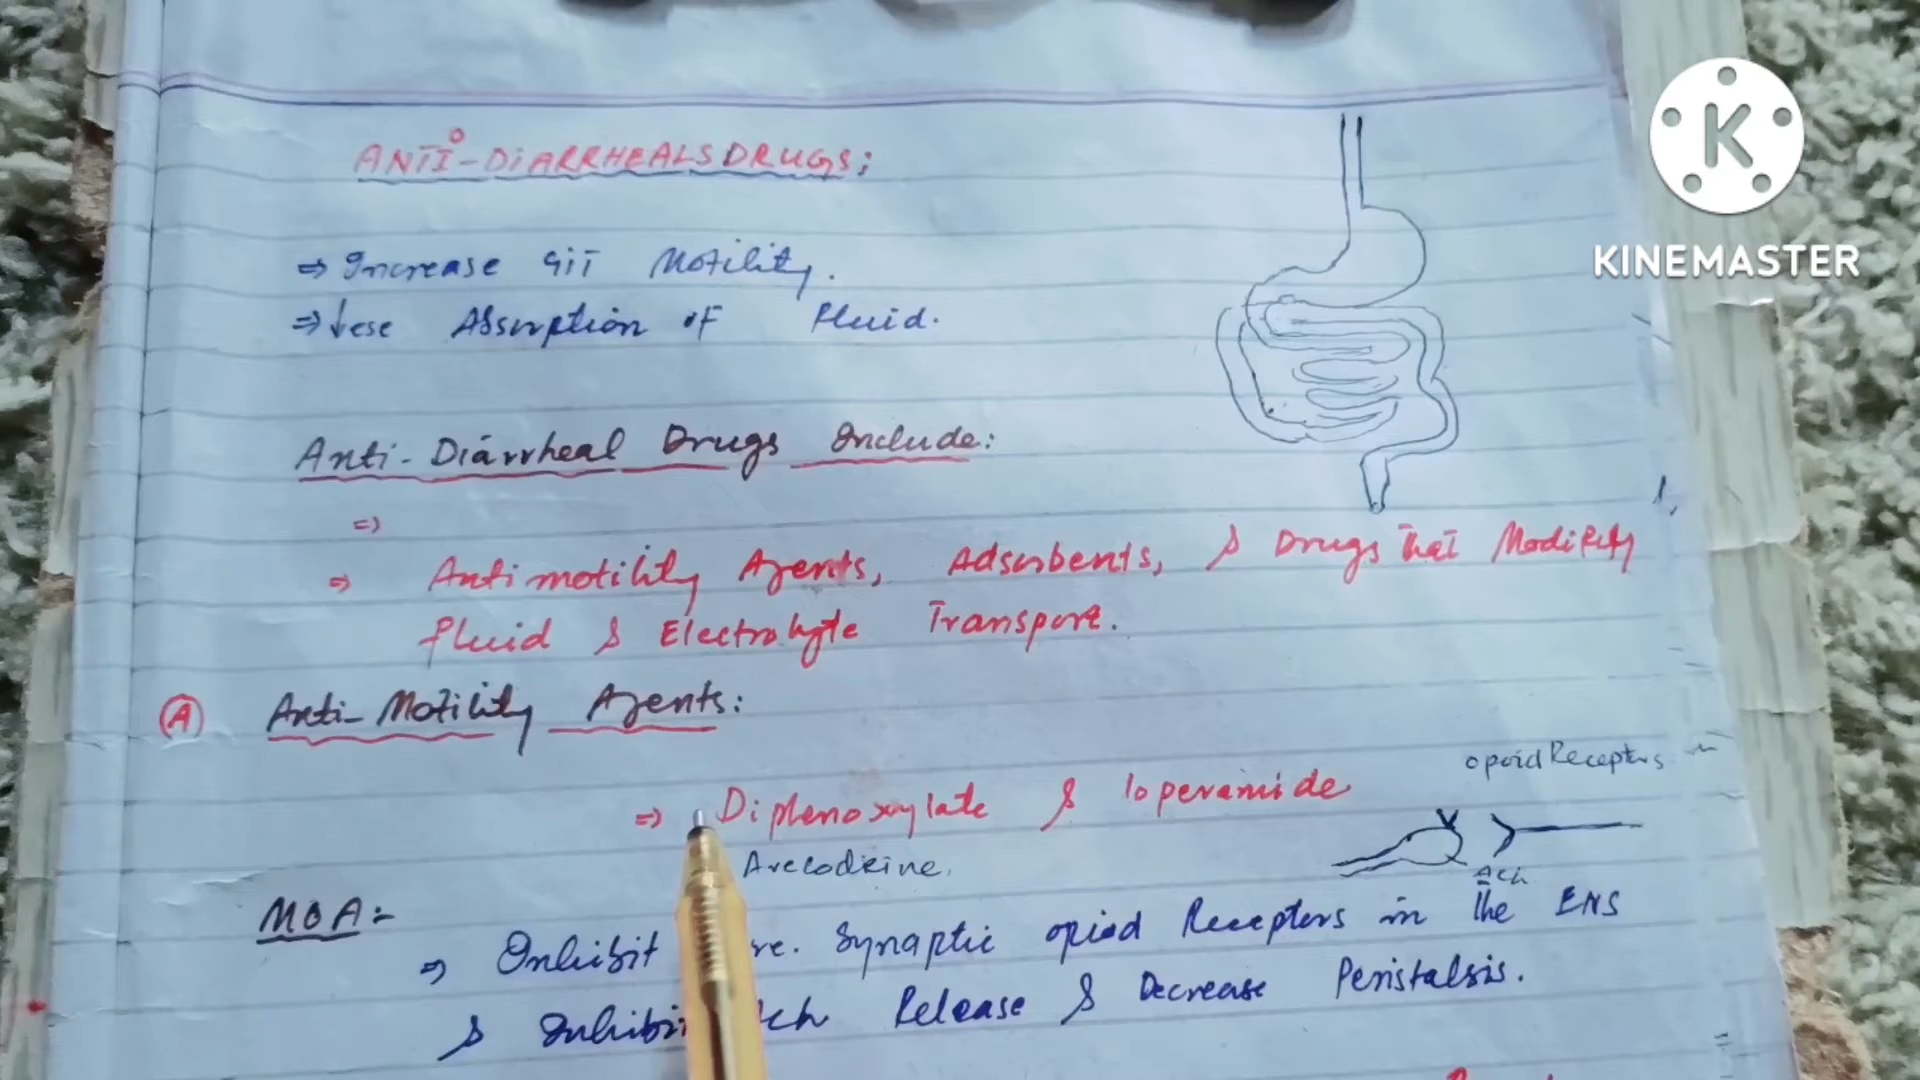 ANTI-DIARRHEALS DRUGS:
K
KINEMASTER
⇒ Increase GIT Motility.
⇒ ↓ese Absorption of Fluid.
Anti-Diarrheal Drugs Include:
⇒
⇒ Antimotility Agents, Adsorbents, & Drugs that Modifity
fluid & Electrolyte Transport.
(A) Anti-Motility Agents:
opoid Receptors
⇒ Diphenoxylate & loperamide
Arecodeine.
Ach
MOA:-
⇒ Inhibit Pre. Synaptic opiod Receptors in the ENS
& Inhibit Ach Release & Decrease Peristalsis.